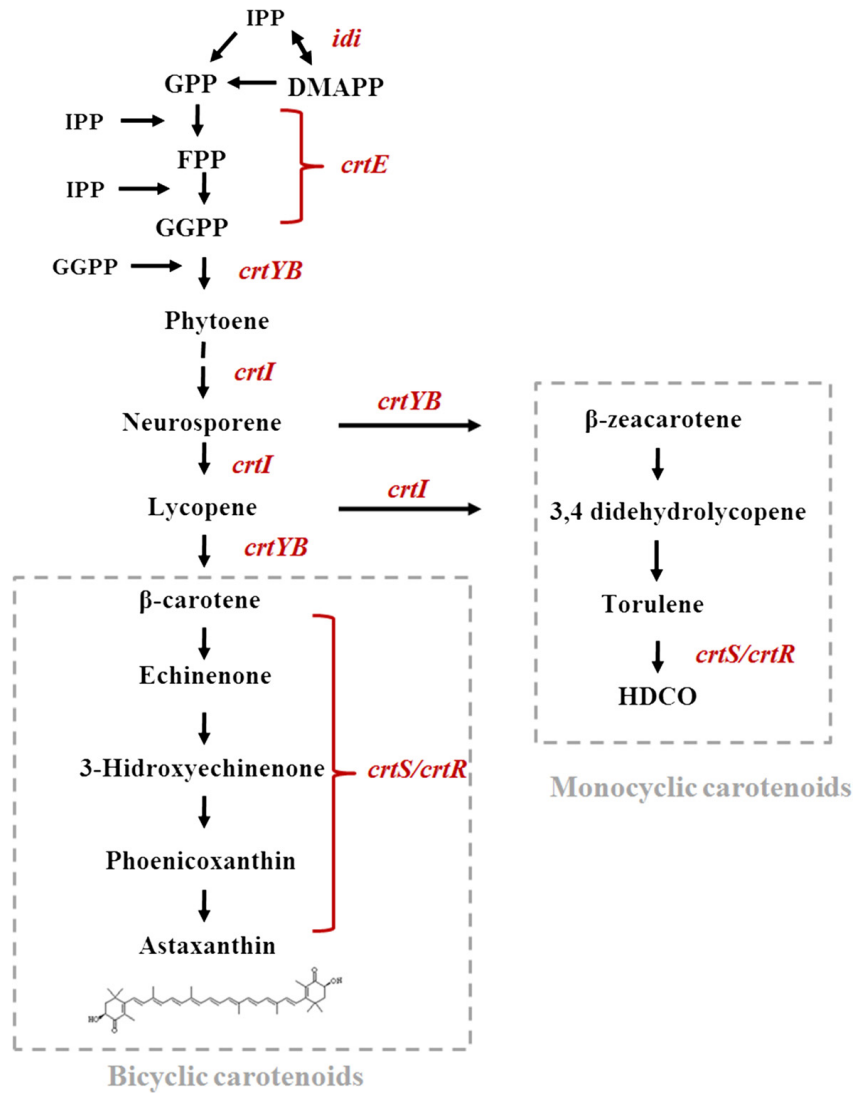 IPP
idi
GPP
DMAPP
IPP
FPP
crtE
IPP
GGPP
GGPP
crtYB
Phytoene
crtI
Neurosporene
crtYB
β-zeacarotene
crtI
Lycopene
crtI
3,4 didehydrolycopene
crtYB
β-carotene
Torulene
Echinenone
crtS/crtR
HDCO
3-Hidroxyechinenone
crtS/crtR
Monocyclic carotenoids
Phoenicoxanthin
Astaxanthin
O
OH
HO
O
Bicyclic carotenoids